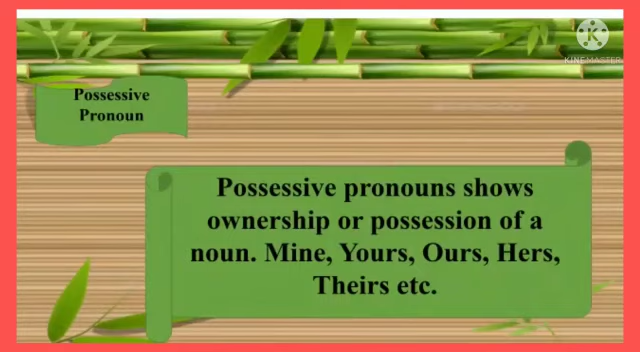 KINEMASTER
Possessive
Pronoun
Possessive pronouns shows
ownership or possession of a
noun. Mine, Yours, Ours, Hers,
Theirs etc.